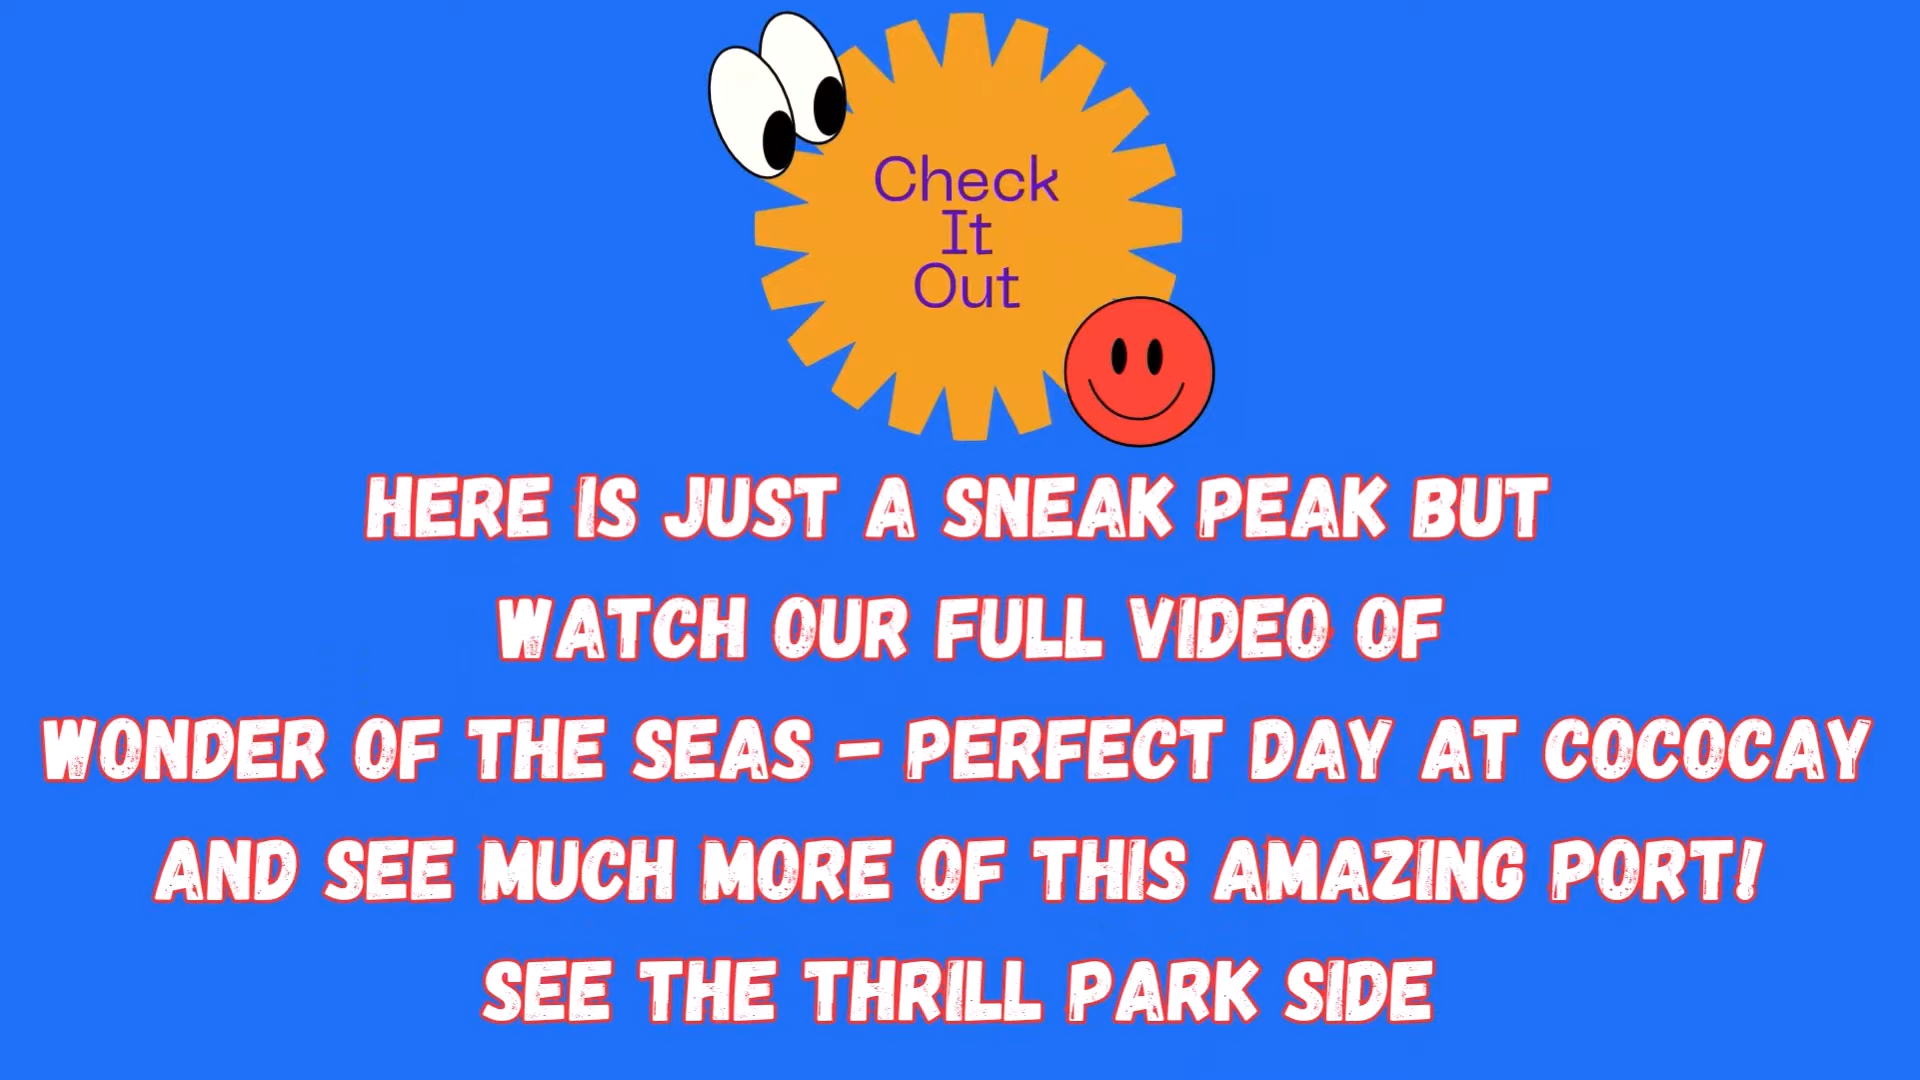 Check
It
Out
HERE IS JUST A SNEAK PEAK BUT
WATCH OUR FULL VIDEO OF
WONDER OF THE SEAS - PERFECT DAY AT COCOCAY
AND SEE MUCH MORE OF THIS AMAZING PORT!
SEE THE THRILL PARK SIDE